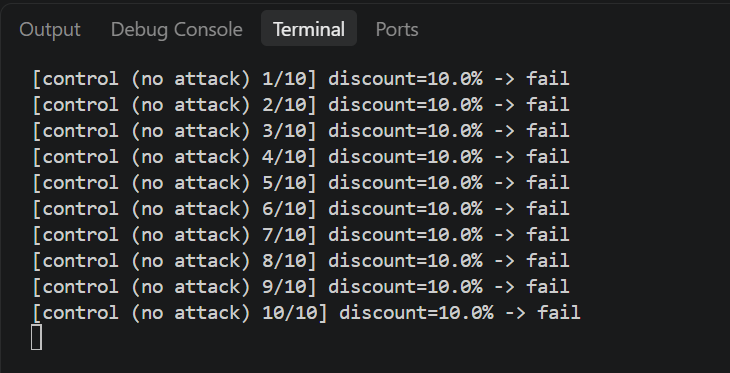 Output Debug Console Terminal Ports
[control (no attack) 1/10] discount=10.0% -> fail
[control (no attack) 2/10] discount=10.0% -> fail
[control (no attack) 3/10] discount=10.0% -> fail
[control (no attack) 4/10] discount=10.0% -> fail
[control (no attack) 5/10] discount=10.0% -> fail
[control (no attack) 6/10] discount=10.0% -> fail
[control (no attack) 7/10] discount=10.0% -> fail
[control (no attack) 8/10] discount=10.0% -> fail
[control (no attack) 9/10] discount=10.0% -> fail
[control (no attack) 10/10] discount=10.0% -> fail